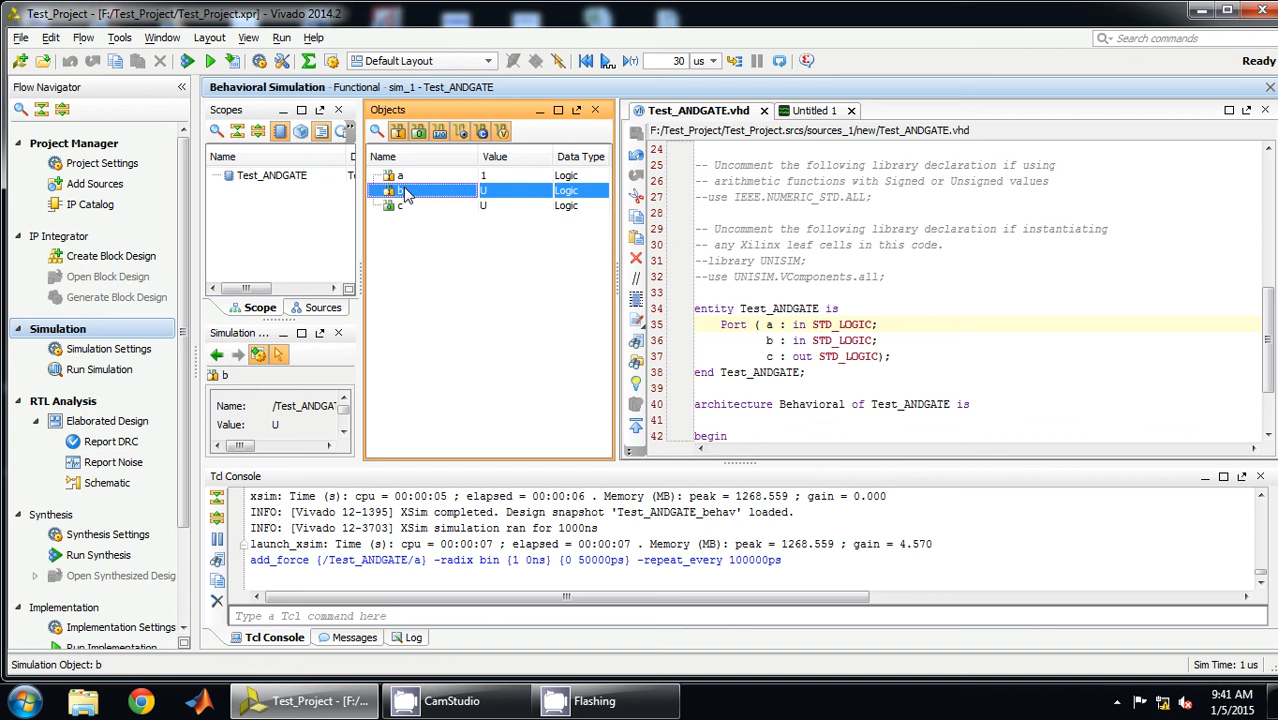 Test_Project - [F:/Test_Project/Test_Project.xpr] - Vivado 2014.2
File Edit Flow Tools Window Layout View Run Help
Search commands
Default Layout
30 us
Ready
Flow Navigator
Project Manager
Project Settings
Add Sources
IP Catalog
IP Integrator
Create Block Design
Open Block Design
Generate Block Design
Simulation
Simulation Settings
Run Simulation
RTL Analysis
Elaborated Design
Report DRC
Report Noise
Schematic
Synthesis
Synthesis Settings
Run Synthesis
Open Synthesized Desig
Implementation
Implementation Settings
Run Implementation
Behavioral Simulation - Functional - sim_1 - Test_ANDGATE
Scopes
Name D
Test_ANDGATE Te
Scope Sources
Simulation ...
b
Name: /Test_ANDGAT
Value: U
Objects
Name Value Data Type
a 1 Logic
b U Logic
c U Logic
Test_ANDGATE.vhd Untitled 1
F:/Test_Project/Test_Project.srcs/sources_1/new/Test_ANDGATE.vhd
24
25 -- Uncomment the following library declaration if using
26 -- arithmetic functions with Signed or Unsigned values
27 --use IEEE.NUMERIC_STD.ALL;
28
29 -- Uncomment the following library declaration if instantiating
30 -- any Xilinx leaf cells in this code.
31 --library UNISIM;
32 --use UNISIM.VComponents.all;
33
34 entity Test_ANDGATE is
35 Port ( a : in STD_LOGIC;
36 b : in STD_LOGIC;
37 c : out STD_LOGIC);
38 end Test_ANDGATE;
39
40 architecture Behavioral of Test_ANDGATE is
41
42 begin
Tcl Console
xsim: Time (s): cpu = 00:00:05 ; elapsed = 00:00:06 . Memory (MB): peak = 1268.559 ; gain = 0.000
INFO: [Vivado 12-1395] XSim completed. Design snapshot 'Test_ANDGATE_behav' loaded.
INFO: [Vivado 12-3703] XSim simulation ran for 1000ns
launch_xsim: Time (s): cpu = 00:00:07 ; elapsed = 00:00:07 . Memory (MB): peak = 1268.559 ; gain = 4.570
add_force {/Test_ANDGATE/a} -radix bin {1 0ns} {0 50000ps} -repeat_every 100000ps
Type a Tcl command here
Tcl Console Messages Log
Simulation Object: b
Sim Time: 1 us
Test_Project - [F:/... CamStudio Flashing
9:41 AM
1/5/2015